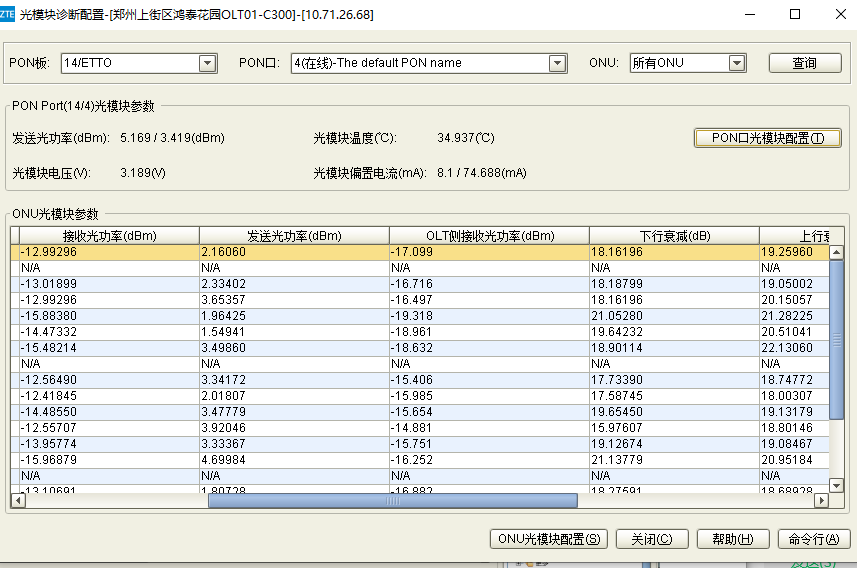 ZTE 光模块诊断配置-[郑州上街区鸿泰花园OLT01-C300]-[10.71.26.68]
PON板: 14/ETTO PON口: 4(在线)-The default PON name ONU: 所有ONU 查询
PON Port(14/4)光模块参数
发送光功率(dBm): 5.169 / 3.419(dBm) 光模块温度(℃): 34.937(℃) PON口光模块配置(T)
光模块电压(V): 3.189(V) 光模块偏置电流(mA): 8.1 / 74.688(mA)
ONU光模块参数
接收光功率(dBm) 发送光功率(dBm) OLT侧接收光功率(dBm) 下行衰减(dB) 上行
-12.99296 2.16060 -17.099 18.16196 19.25960
N/A N/A N/A N/A N/A
-13.01899 2.33402 -16.716 18.18799 19.05002
-12.99296 3.65357 -16.497 18.16196 20.15057
-15.88380 1.96425 -19.318 21.05280 21.28225
-14.47332 1.54941 -18.961 19.64232 20.51041
-15.48214 3.49860 -18.632 18.90114 22.13060
N/A N/A N/A N/A N/A
-12.56490 3.34172 -15.406 17.73390 18.74772
-12.41845 2.01807 -15.985 17.58745 18.00307
-14.48550 3.47779 -15.654 19.65450 19.13179
-12.55707 3.92046 -14.881 15.97607 18.80146
-13.95774 3.33367 -15.751 19.12674 19.08467
-15.96879 4.69984 -16.252 21.13779 20.95184
N/A N/A N/A N/A N/A
-13.10691 1.80728 -16.882 18.27591 18.68928
ONU光模块配置(S) 关闭(C) 帮助(H) 命令行(A)